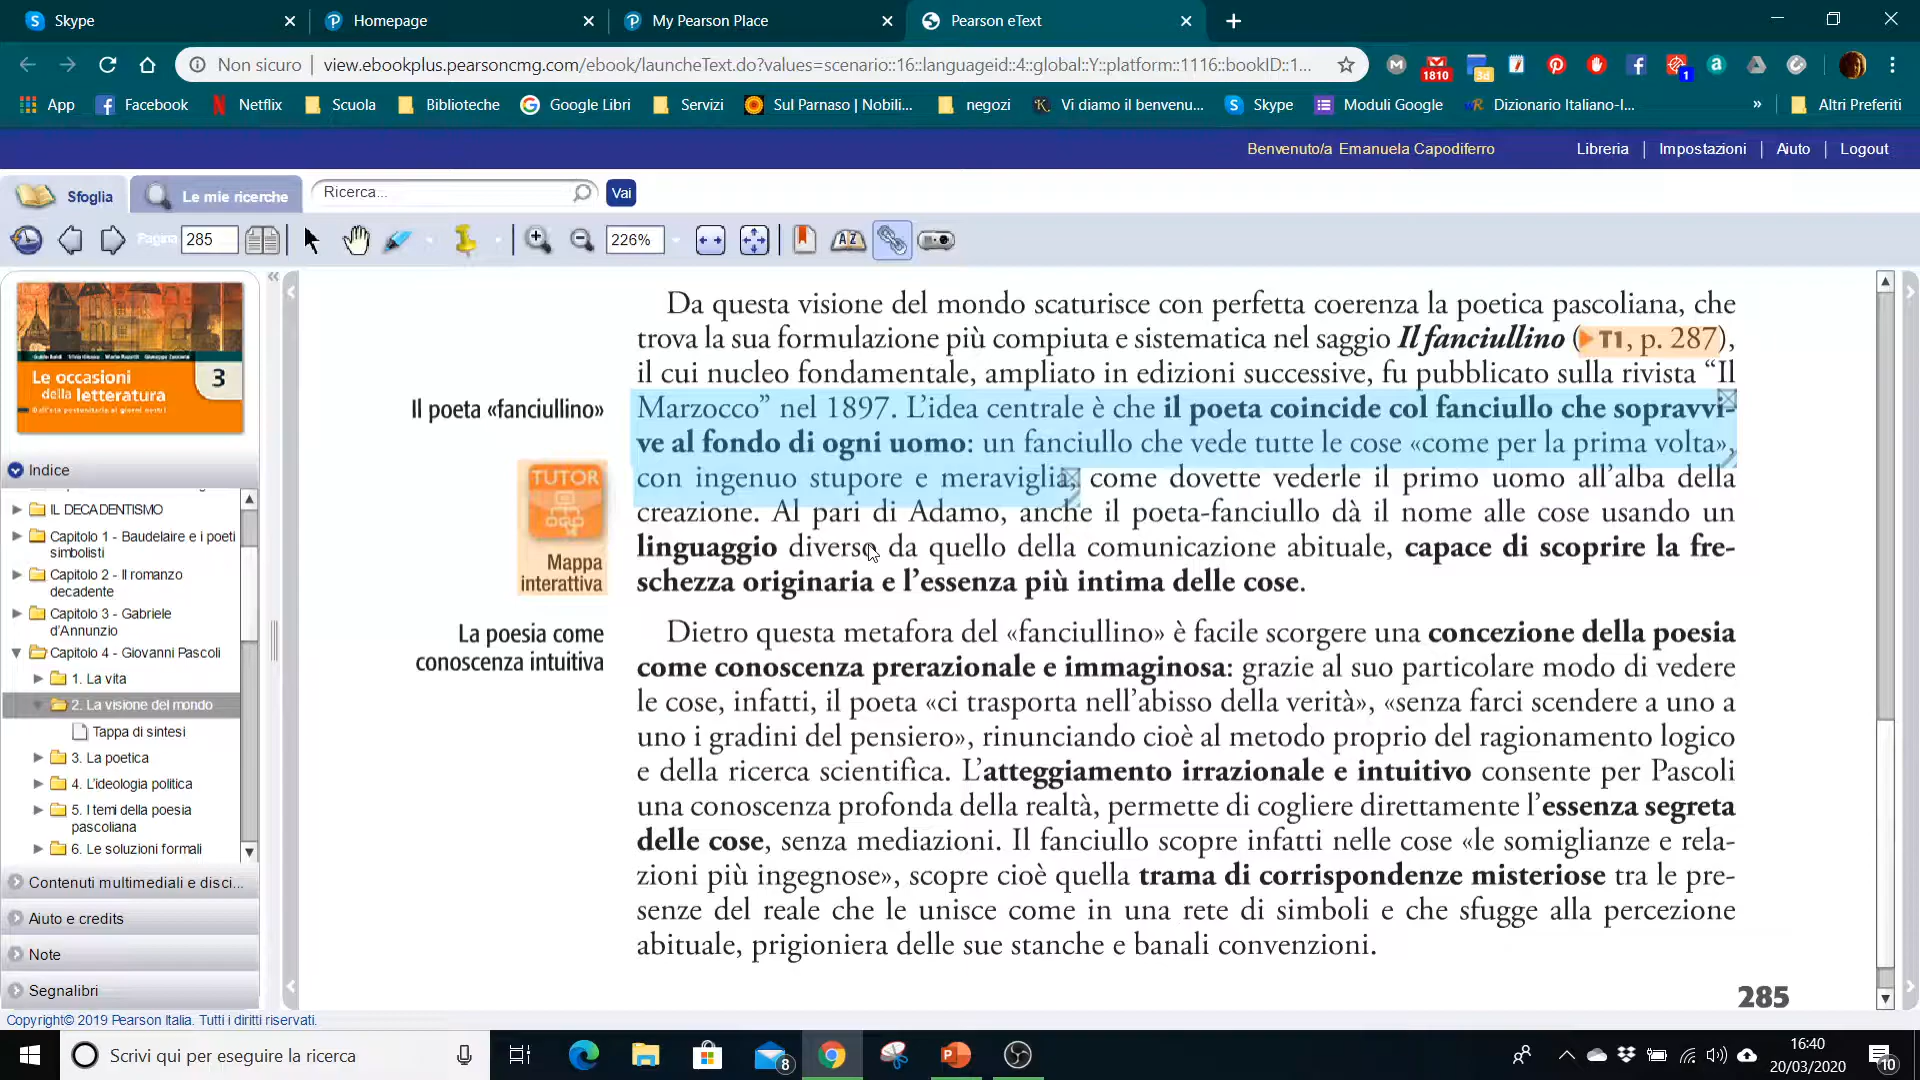 Skype
Homepage
My Pearson Place
Pearson eText
Non sicuro
view.ebookplus.pearsoncmg.com/ebook/launcheText.do?values=scenario::16::languageid::4::global::Y::platform::1116::bookID::1...
1810
3d
1
App
Facebook
Netflix
Scuola
Biblioteche
Google Libri
Servizi
Sul Parnaso | Nobili...
negozi
Vi diamo il benvenu...
Skype
Moduli Google
Dizionario Italiano-I...
»
Altri Preferiti
Benvenuto/a Emanuela Capodiferro
Libreria | Impostazioni | Aiuto | Logout
Sfoglia
Le mie ricerche
Ricerca...
Vai
Pagina
285
226%
AZ
Le occasioni
della letteratura
3
Dall'età postunitaria ai giorni nostri
Indice
IL DECADENTISMO
Capitolo 1 - Baudelaire e i poeti
simbolisti
Capitolo 2 - Il romanzo
decadente
Capitolo 3 - Gabriele
d'Annunzio
Capitolo 4 - Giovanni Pascoli
1. La vita
2. La visione del mondo
Tappa di sintesi
3. La poetica
4. L'ideologia politica
5. I temi della poesia
pascoliana
6. Le soluzioni formali
Contenuti multimediali e disci...
Aiuto e credits
Note
Segnalibri
Copyright© 2019 Pearson Italia. Tutti i diritti riservati.
Da questa visione del mondo scaturisce con perfetta coerenza la poetica pascoliana, che
trova la sua formulazione più compiuta e sistematica nel saggio Il fanciullino (T1, p. 287),
il cui nucleo fondamentale, ampliato in edizioni successive, fu pubblicato sulla rivista “Il
Il poeta «fanciullino»
Marzocco” nel 1897. L’idea centrale è che il poeta coincide col fanciullo che sopravvi-
ve al fondo di ogni uomo: un fanciullo che vede tutte le cose «come per la prima volta»,
con ingenuo stupore e meraviglia, come dovette vederle il primo uomo all’alba della
creazione. Al pari di Adamo, anche il poeta-fanciullo dà il nome alle cose usando un
linguaggio diverso da quello della comunicazione abituale, capace di scoprire la fre-
schezza originaria e l’essenza più intima delle cose.
TUTOR
Mappa
interattiva
La poesia come
conoscenza intuitiva
Dietro questa metafora del «fanciullino» è facile scorgere una concezione della poesia
come conoscenza prerazionale e immaginosa: grazie al suo particolare modo di vedere
le cose, infatti, il poeta «ci trasporta nell’abisso della verità», «senza farci scendere a uno a
uno i gradini del pensiero», rinunciando cioè al metodo proprio del ragionamento logico
e della ricerca scientifica. L’atteggiamento irrazionale e intuitivo consente per Pascoli
una conoscenza profonda della realtà, permette di cogliere direttamente l’essenza segreta
delle cose, senza mediazioni. Il fanciullo scopre infatti nelle cose «le somiglianze e rela-
zioni più ingegnose», scopre cioè quella trama di corrispondenze misteriose tra le pre-
senze del reale che le unisce come in una rete di simboli e che sfugge alla percezione
abituale, prigioniera delle sue stanche e banali convenzioni.
285
Scrivi qui per eseguire la ricerca
8
16:40
20/03/2020
10